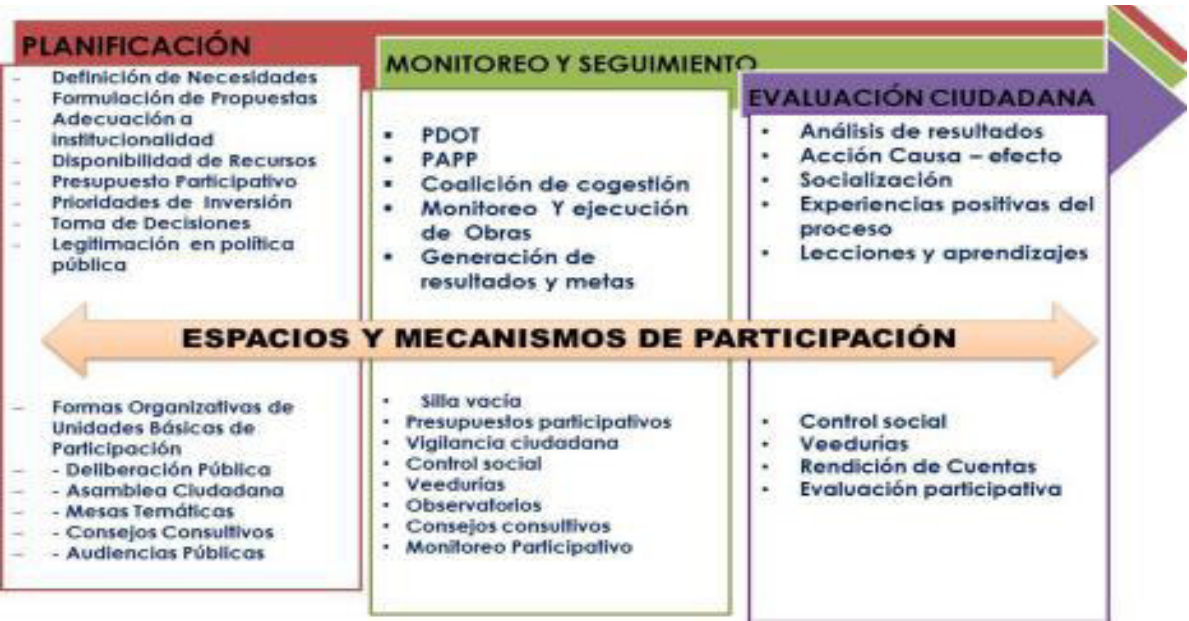 PLANIFICACIÓN
- Definición de Necesidades
- Formulación de Propuestas
- Adecuación a
institucionalidad
- Disponibilidad de Recursos
- Presupuesto Participativo
- Prioridades de Inversión
- Toma de Decisiones
- Legitimación en política
pública
MONITOREO Y SEGUIMIENTO
• PDOT
• PAPP
• Coalición de cogestión
• Monitoreo Y ejecución
de Obras
• Generación de
resultados y metas
EVALUACIÓN CIUDADANA
• Análisis de resultados
• Acción Causa – efecto
• Socialización
• Experiencias positivas del
proceso
• Lecciones y aprendizajes
ESPACIOS Y MECANISMOS DE PARTICIPACIÓN
– Formas Organizativas de
Unidades Básicas de
Participación
– - Deliberación Pública
– - Asamblea Ciudadana
– - Mesas Temáticas
– - Consejos Consultivos
– - Audiencias Públicas
• Silla vacía
• Presupuestos participativos
• Vigilancia ciudadana
• Control social
• Veedurías
• Observatorios
• Consejos consultivos
• Monitoreo Participativo
• Control social
• Veedurías
• Rendición de Cuentas
• Evaluación participativa